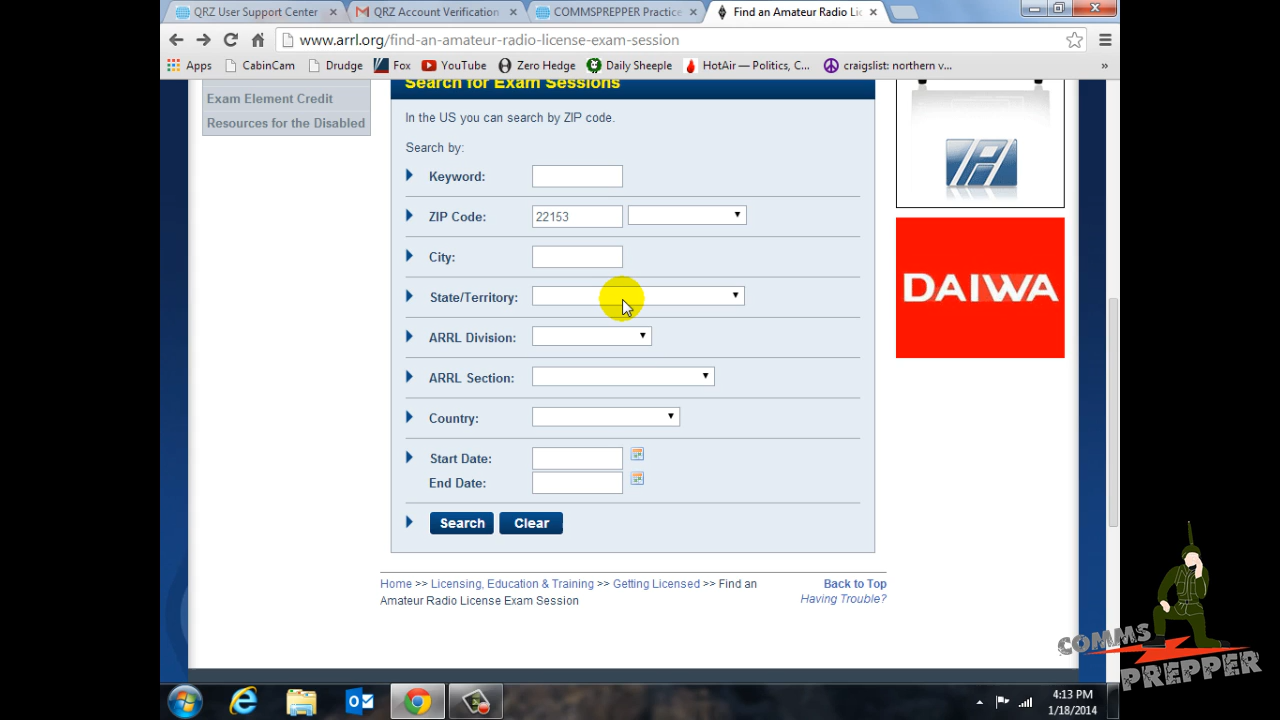 QRZ User Support Center
QRZ Account Verification
COMMSPREPPER Practice
Find an Amateur Radio Lic
www.arrl.org/find-an-amateur-radio-license-exam-session
Apps
CabinCam
Drudge
Fox
YouTube
Zero Hedge
Daily Sheeple
HotAir — Politics, C...
craigslist: northern v...
»
Exam Element Credit
Resources for the Disabled
Search for Exam Sessions
In the US you can search by ZIP code.
Search by:
Keyword:
ZIP Code: 22153
City:
State/Territory:
ARRL Division:
ARRL Section:
Country:
Start Date:
End Date:
Search Clear
DAIWA
Home >> Licensing, Education & Training >> Getting Licensed >> Find an
Amateur Radio License Exam Session
Back to Top
Having Trouble?
COMMS
PREPPER
4:13 PM
1/18/2014